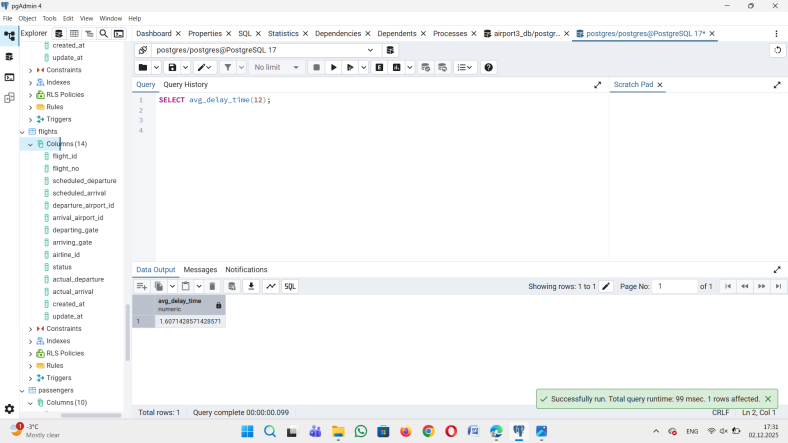 pgAdmin 4
File Object Tools Edit View Window Help
Explorer
Dashboard Properties SQL Statistics Dependencies Dependents Processes airport3_db/postgr... postgres/postgres@PostgreSQL 17*
postgres/postgres@PostgreSQL 17
No limit
Query Query History Scratch Pad
1 SELECT avg_delay_time(12);
2
3
4
created_at
update_at
Constraints
Indexes
RLS Policies
Rules
Triggers
flights
Columns (14)
flight_id
flight_no
scheduled_departure
scheduled_arrival
departure_airport_id
arrival_airport_id
departing_gate
arriving_gate
airline_id
status
actual_departure
actual_arrival
created_at
update_at
Constraints
Indexes
RLS Policies
Rules
Triggers
passengers
Columns (10)
Data Output Messages Notifications
SQL Showing rows: 1 to 1 Page No: 1 of 1
avg_delay_time
numeric
1 1.6071428571428571
Successfully run. Total query runtime: 99 msec. 1 rows affected.
Total rows: 1 Query complete 00:00:00.099 CRLF Ln 2, Col 1
1
-3°C
Mostly clear
ENG
17:31
02.12.2025